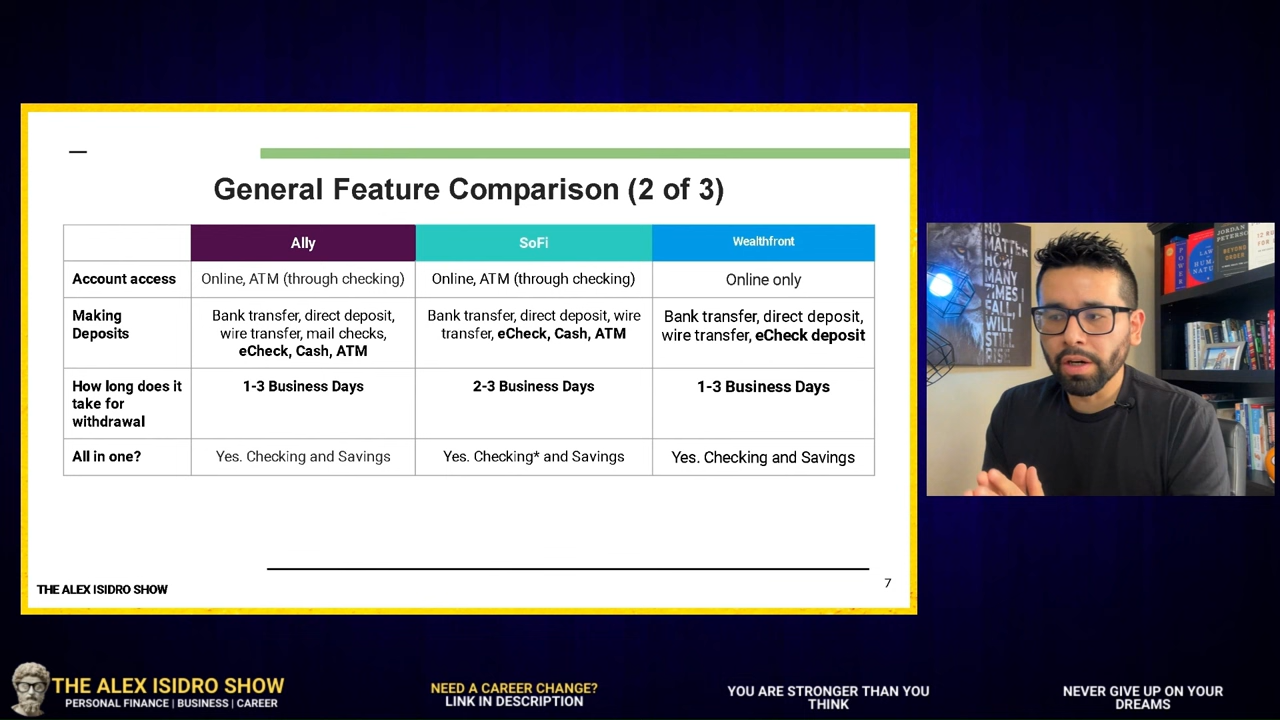 General Feature Comparison (2 of 3)
Ally
SoFi
Wealthfront
Account access
Online, ATM (through checking)
Online, ATM (through checking)
Online only
Making
Deposits
Bank transfer, direct deposit,
wire transfer, mail checks,
eCheck, Cash, ATM
Bank transfer, direct deposit, wire
transfer, eCheck, Cash, ATM
Bank transfer, direct deposit,
wire transfer, eCheck deposit
How long does it
take for
withdrawal
1-3 Business Days
2-3 Business Days
1-3 Business Days
All in one?
Yes. Checking and Savings
Yes. Checking* and Savings
Yes. Checking and Savings
THE ALEX ISIDRO SHOW
7
NO
MATTER
HOW
MANY
TIMES I
FALL, I
WILL
STILL
RISE
POWER
JORDAN
BEYOND
ORDER
THE ALEX ISIDRO SHOW
PERSONAL FINANCE | BUSINESS | CAREER
NEED A CAREER CHANGE?
LINK IN DESCRIPTION
YOU ARE STRONGER THAN YOU
THINK
NEVER GIVE UP ON YOUR
DREAMS